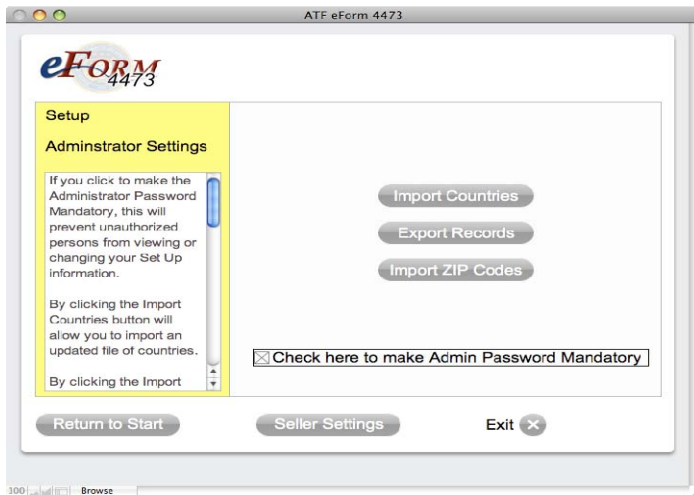 ATF eForm 4473
eFORM
4473
Setup
Adminstrator Settings
If you click to make the
Administrator Password
Mandatory, this will
prevent unauthorized
persons from viewing or
changing your Set Up
information.
By clicking the Import
Countries button will
allow you to import an
updated file of countries.
By clicking the Import
Import Countries
Export Records
Import ZIP Codes
Check here to make Admin Password Mandatory
Return to Start
Seller Settings
Exit
100
Browse